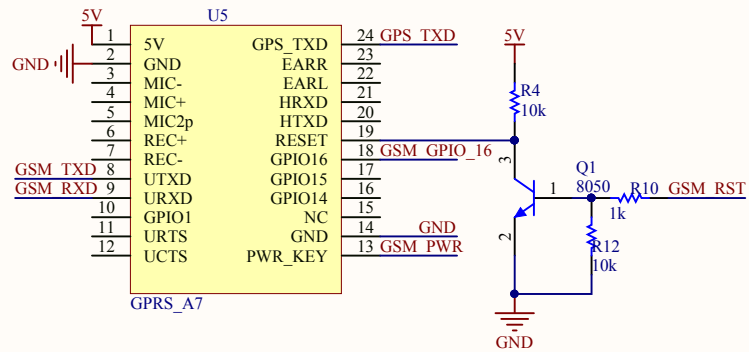 5V
U5
1 5V
2 GND
GND
3 MIC-
4 MIC+
5 MIC2p
6 REC+
7 REC-
GSM_TXD 8 UTXD
GSM_RXD 9 URXD
10 GPIO1
11 URTS
12 UCTS
GPS_TXD 24 GPS_TXD
EARR 23
EARL 22
HRXD 21
HTXD 20
RESET 19
GPIO16 18 GSM_GPIO_16
GPIO15 17
GPIO14 16
NC 15
GND 14 GND
PWR_KEY 13 GSM_PWR
GPRS_A7
5V
R4
10k
3
Q1
8050
1
2
R10
1k
GSM_RST
R12
10k
GND